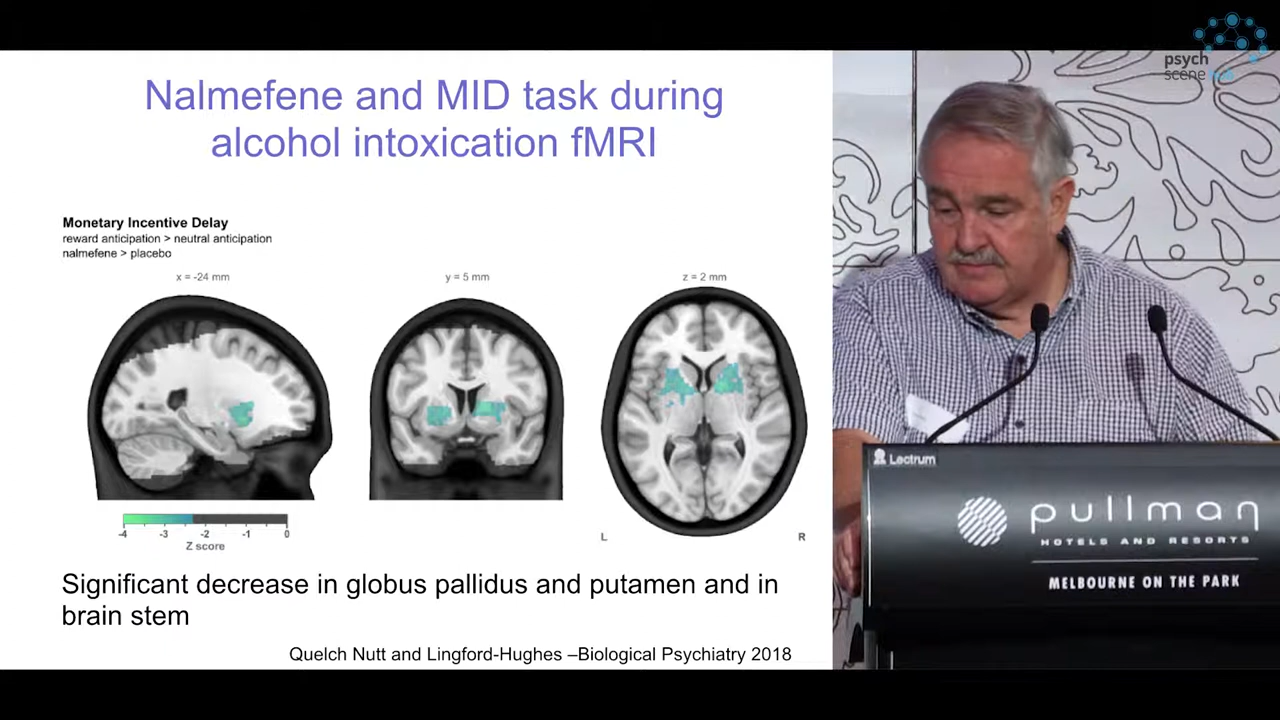 psych
scene hub
Nalmefene and MID task during
alcohol intoxication fMRI
Monetary Incentive Delay
reward anticipation > neutral anticipation
nalmefene > placebo
x = -24 mm
y = 5 mm
z = 2 mm
L
R
-4 -3 -2 -1 0
Z score
Significant decrease in globus pallidus and putamen and in
brain stem
Quelch Nutt and Lingford-Hughes –Biological Psychiatry 2018
Lectrum
pullman
HOTELS AND RESORTS
MELBOURNE ON THE PARK